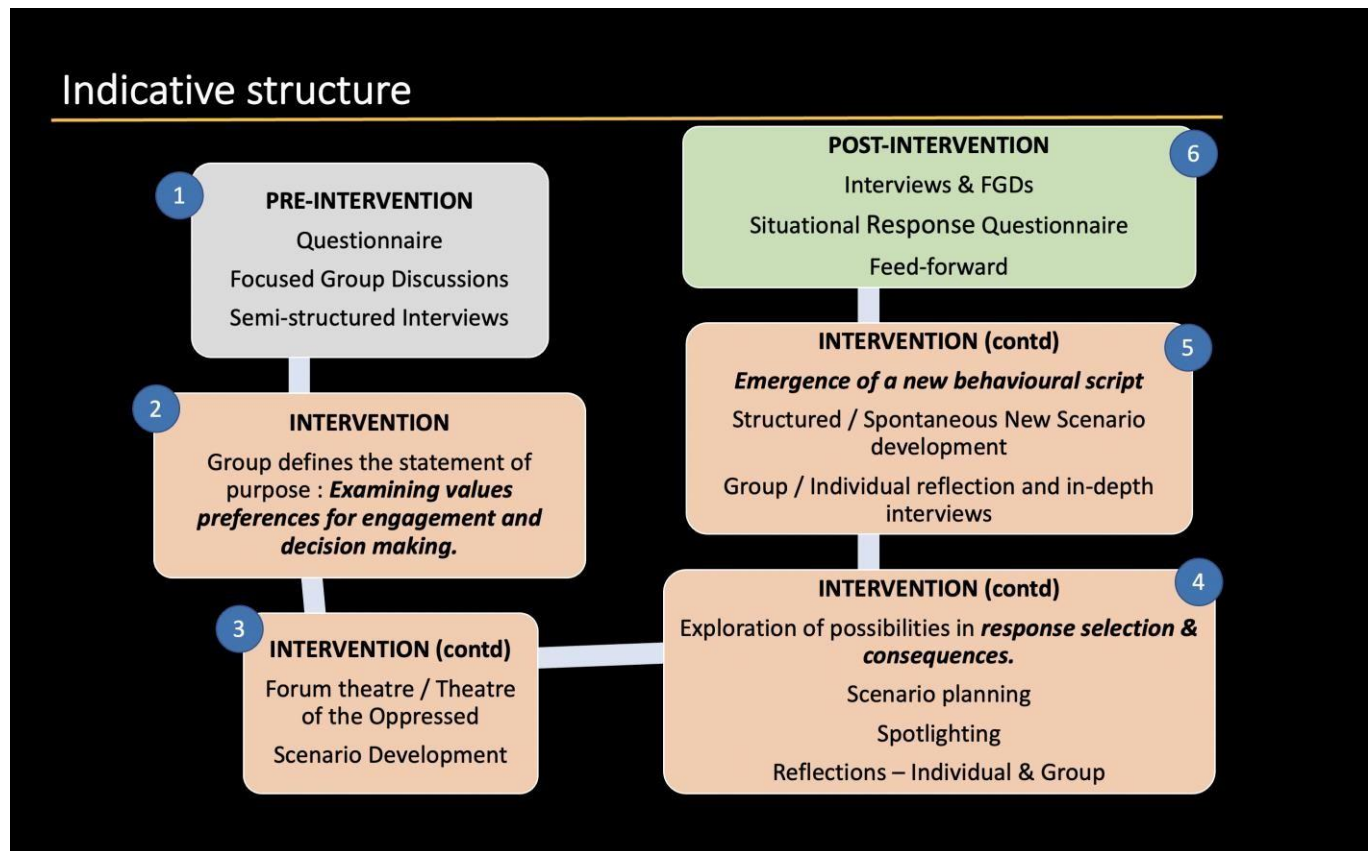 Indicative structure
1
PRE-INTERVENTION
Questionnaire
Focused Group Discussions
Semi-structured Interviews
2
INTERVENTION
Group defines the statement of
purpose : Examining values
preferences for engagement and
decision making.
3
INTERVENTION (contd)
Forum theatre / Theatre
of the Oppressed
Scenario Development
4
INTERVENTION (contd)
Exploration of possibilities in response selection &
consequences.
Scenario planning
Spotlighting
Reflections – Individual & Group
5
INTERVENTION (contd)
Emergence of a new behavioural script
Structured / Spontaneous New Scenario
development
Group / Individual reflection and in-depth
interviews
6
POST-INTERVENTION
Interviews & FGDs
Situational Response Questionnaire
Feed-forward